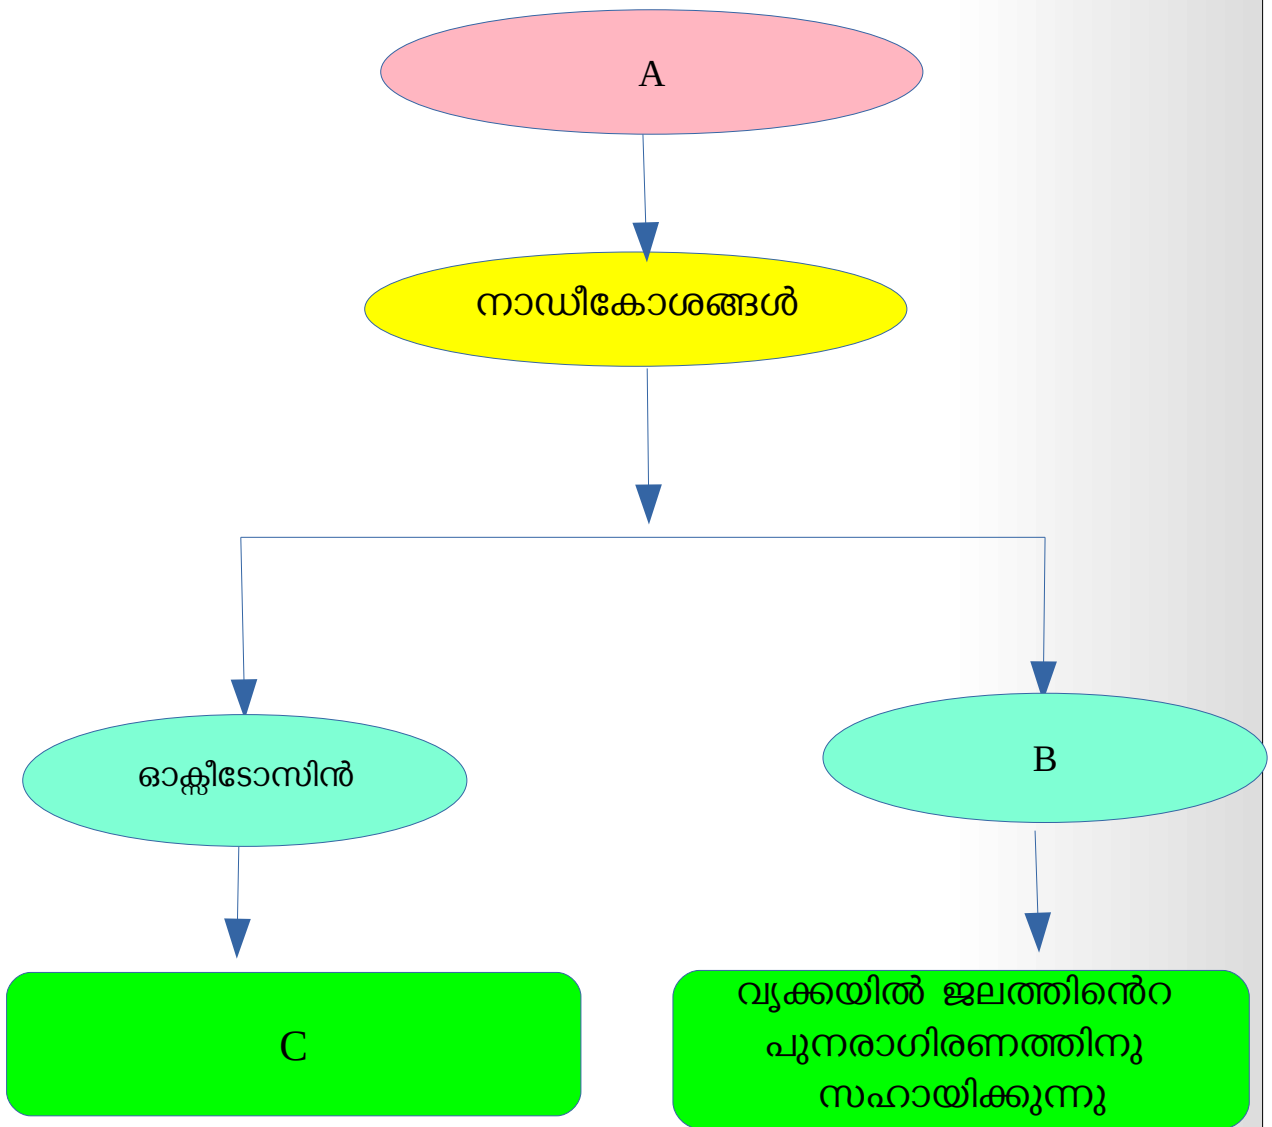 A
നാഡീകോശങ്ങൾ
ഓക്സീടോസിൻ
B
C
വൃക്കയിൽ ജലത്തിൻെറ
പുനരാഗിരണത്തിനു
സഹായിക്കുന്നു